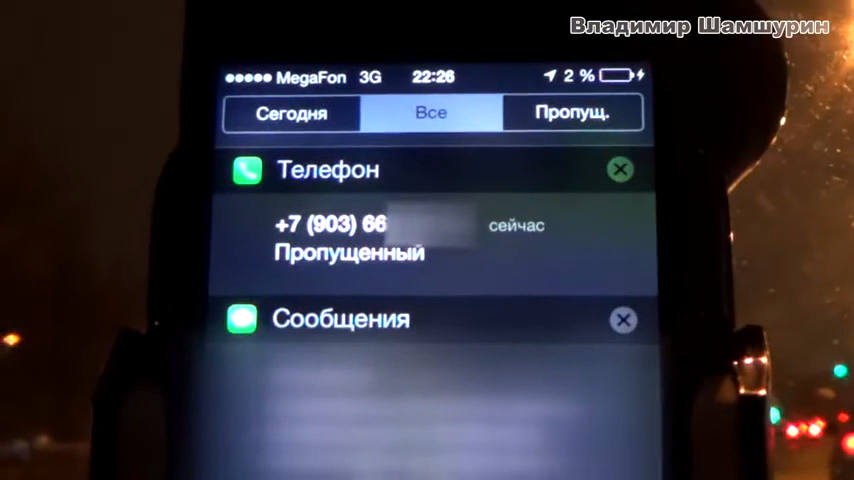 Владимир Шамшурин
MegaFon 3G 22:26 2 %
Сегодня Все Пропущ.
Телефон
+7 (903) 66 сейчас
Пропущенный
Сообщения